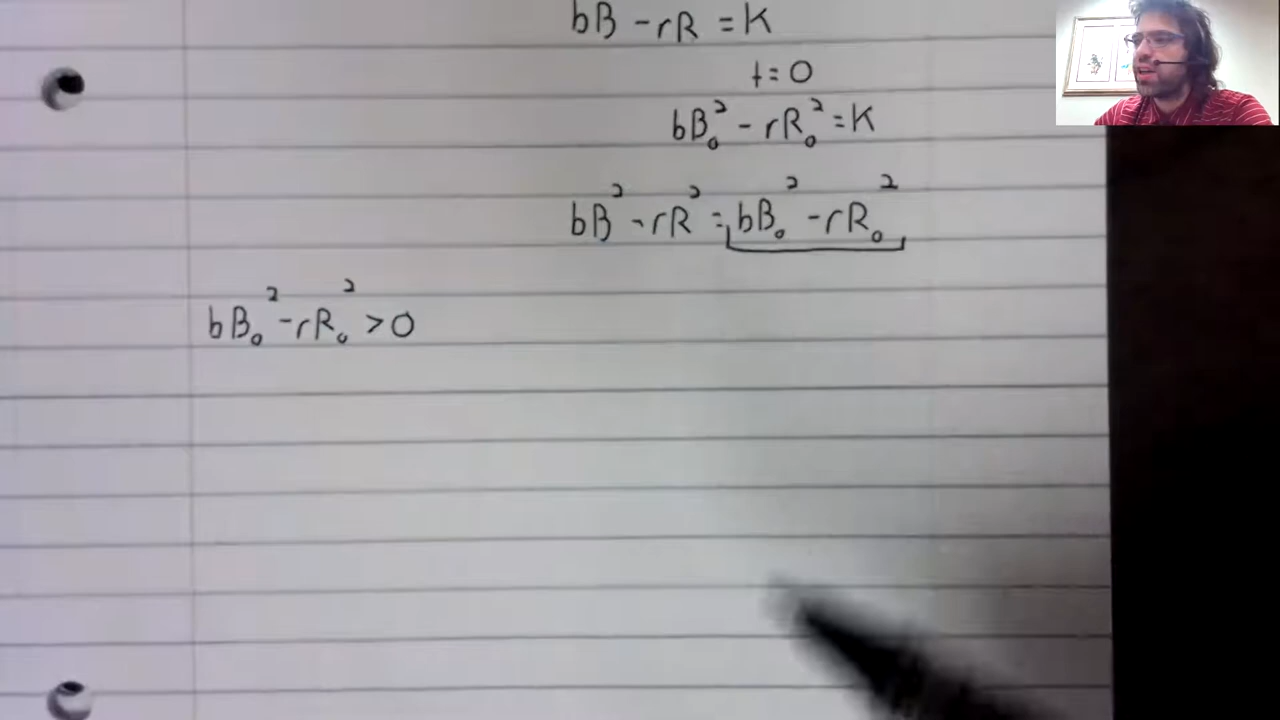 bB - rR = K
t = 0
bB₀² - rR₀² = K
bB² - rR² = bB₀² - rR₀²
bB₀² - rR₀² > 0